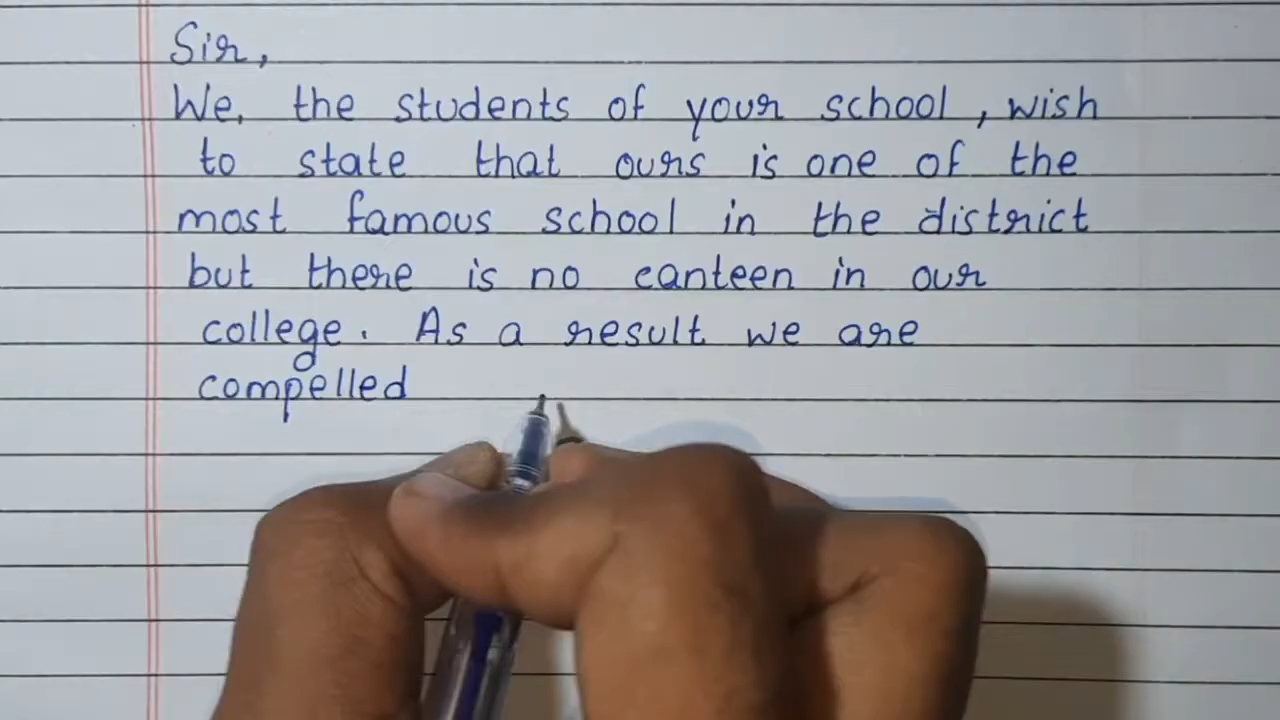 Sir,
We, the students of your school, wish
to state that ours is one of the
most famous school in the district
but there is no canteen in our
college. As a result we are
compelled